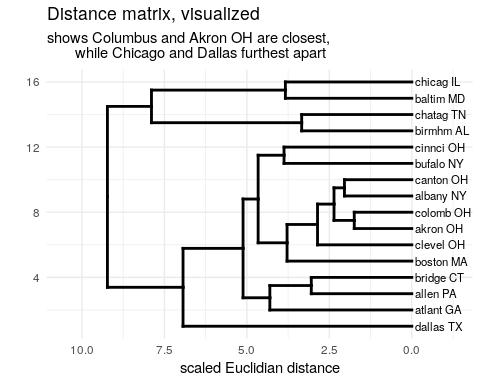 Distance matrix, visualized
shows Columbus and Akron OH are closest,
while Chicago and Dallas furthest apart
16
12
8
4
chicag IL
baltim MD
chatag TN
birmhm AL
cinnci OH
bufalo NY
canton OH
albany NY
colomb OH
akron OH
clevel OH
boston MA
bridge CT
allen PA
atlant GA
dallas TX
10.0 7.5 5.0 2.5 0.0
scaled Euclidian distance